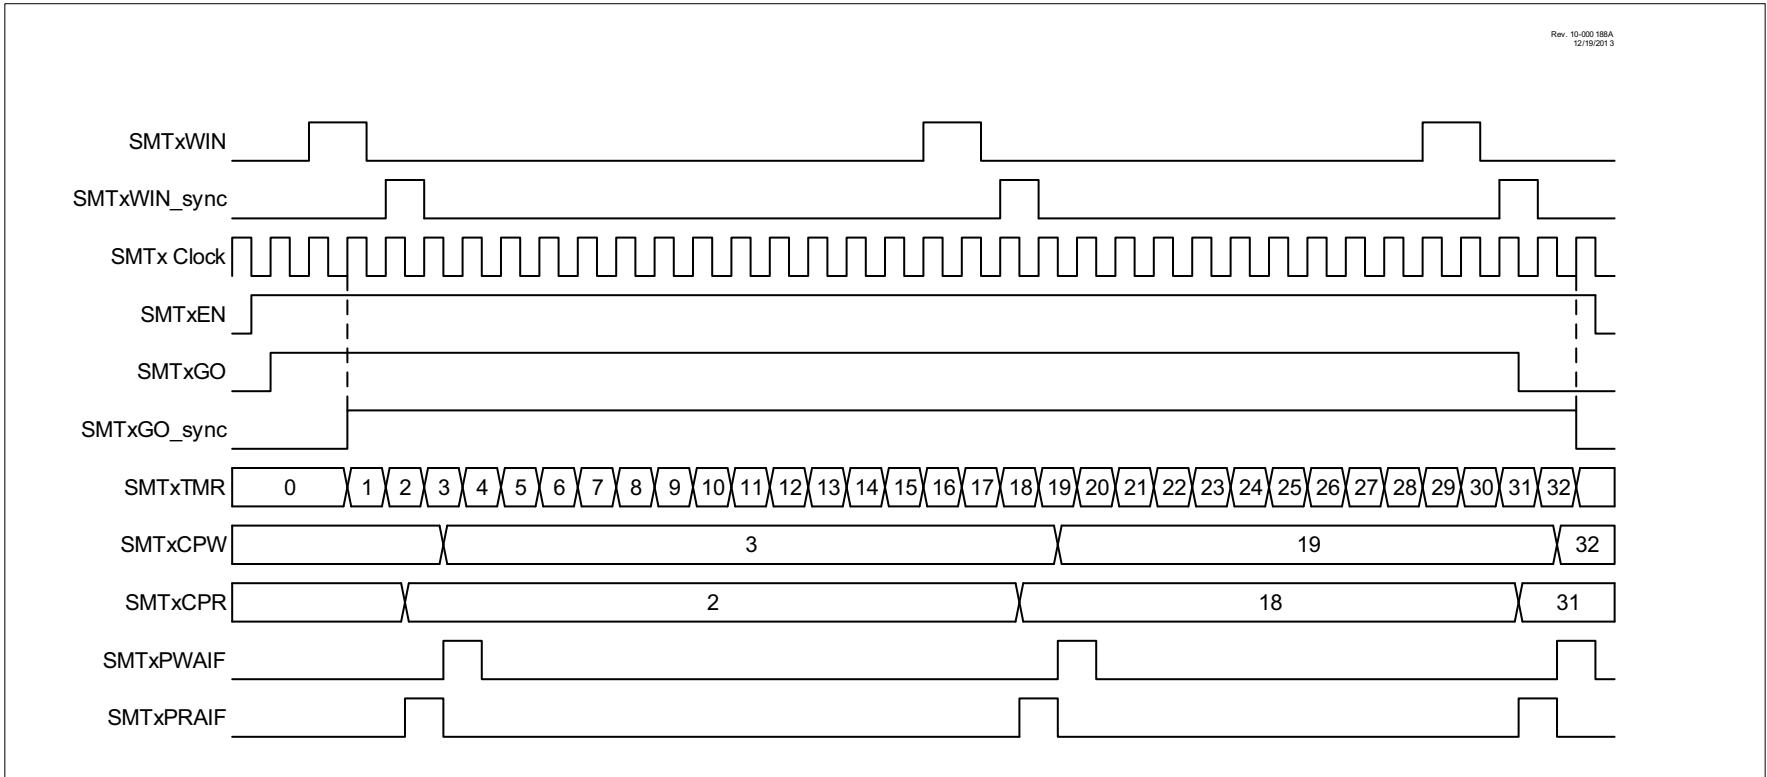 Rev. 10-000 188A
12/19/201 3
SMTxWIN
SMTxWIN_sync
SMTx Clock
SMTxEN
SMTxGO
SMTxGO_sync
SMTxTMR 0 1 2 3 4 5 6 7 8 9 10 11 12 13 14 15 16 17 18 19 20 21 22 23 24 25 26 27 28 29 30 31 32
SMTxCPW 3 19 32
SMTxCPR 2 18 31
SMTxPWAIF
SMTxPRAIF